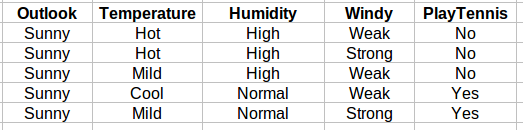 Outlook Temperature Humidity Windy PlayTennis
Sunny Hot High Weak No
Sunny Hot High Strong No
Sunny Mild High Weak No
Sunny Cool Normal Weak Yes
Sunny Mild Normal Strong Yes